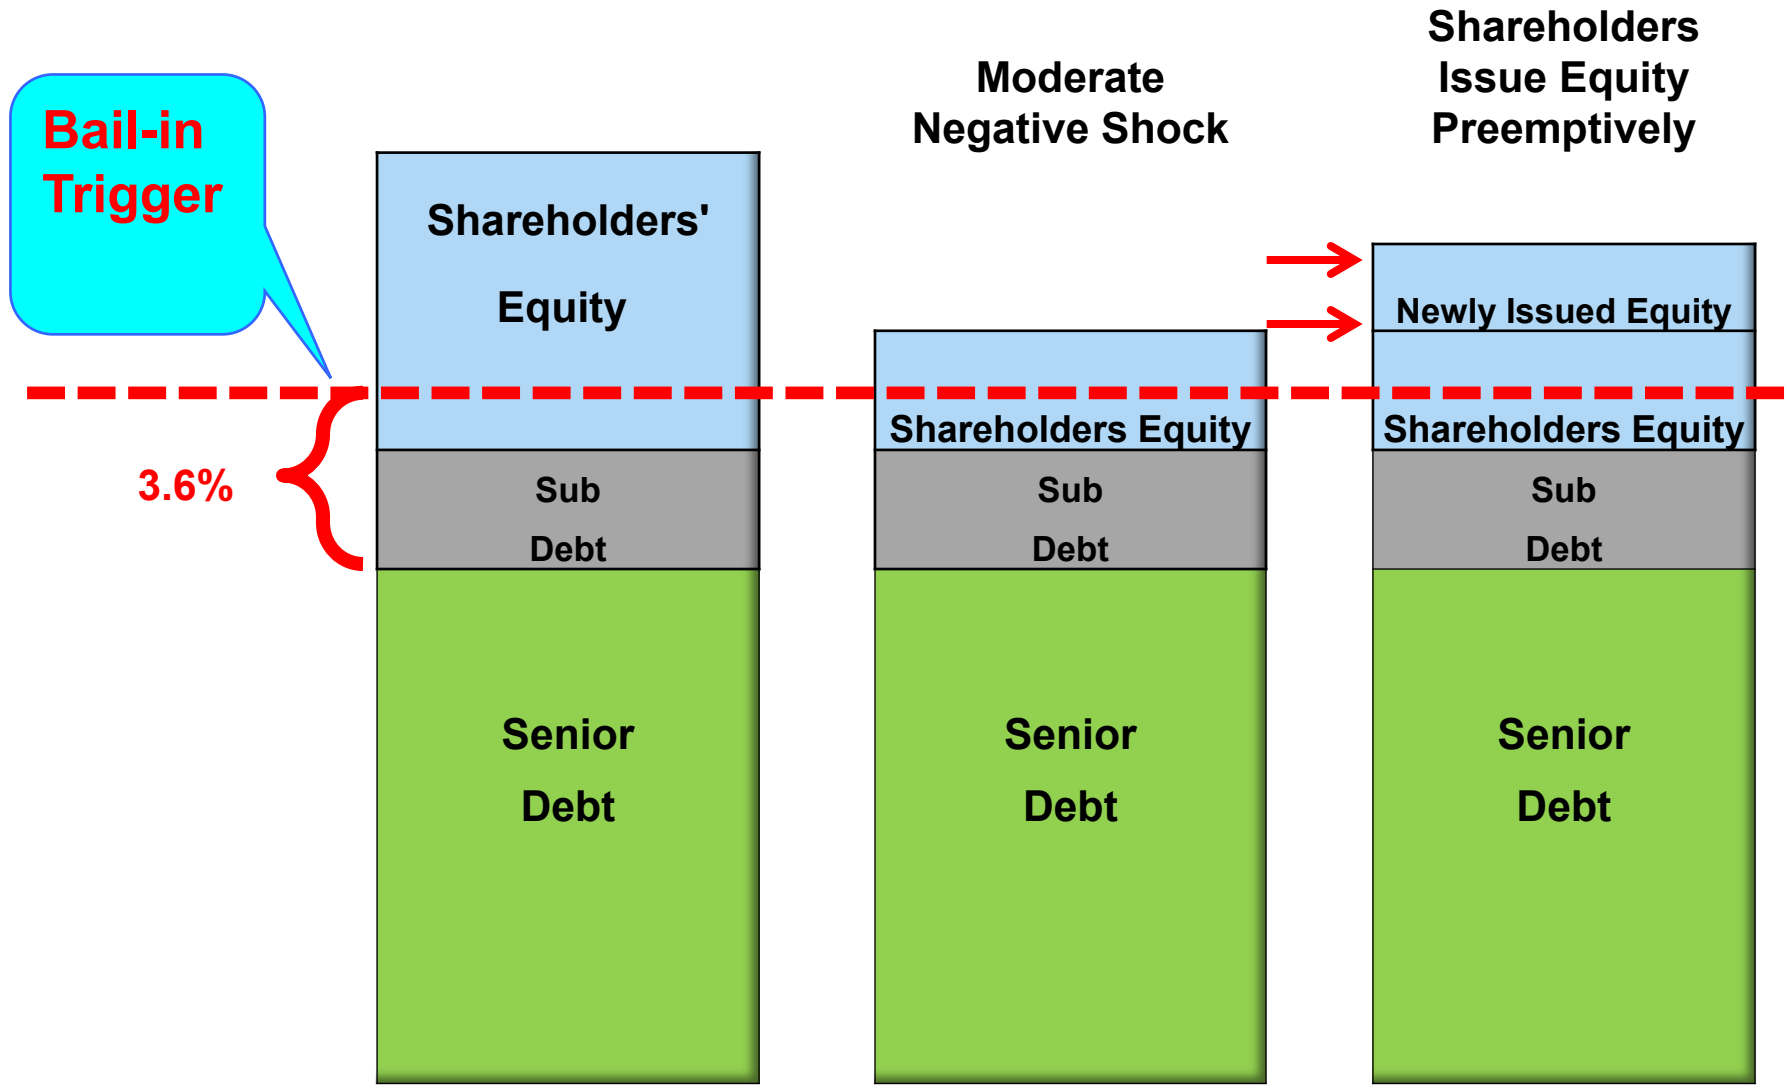 Bail-in
Trigger
3.6%
Shareholders'
Equity
Sub
Debt
Senior
Debt
Moderate
Negative Shock
Shareholders Equity
Sub
Debt
Senior
Debt
Shareholders
Issue Equity
Preemptively
Newly Issued Equity
Shareholders Equity
Sub
Debt
Senior
Debt